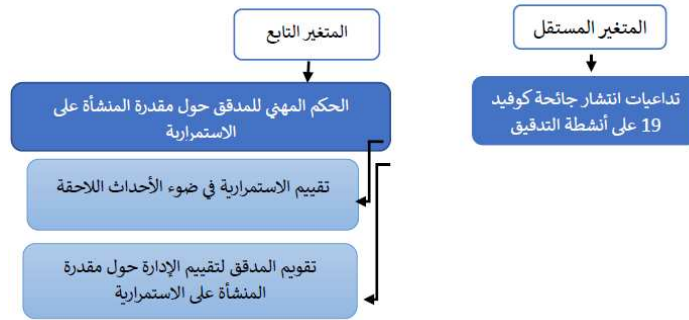 المتغير المستقل
تداعيات انتشار جائحة كوفيد
19 على أنشطة التدقيق
المتغير التابع
الحكم المهني للمدقق حول مقدرة المنشأة على
الاستمرارية
تقييم الاستمرارية في ضوء الأحداث اللاحقة
تقويم المدقق لتقييم الإدارة حول مقدرة
المنشأة على الاستمرارية